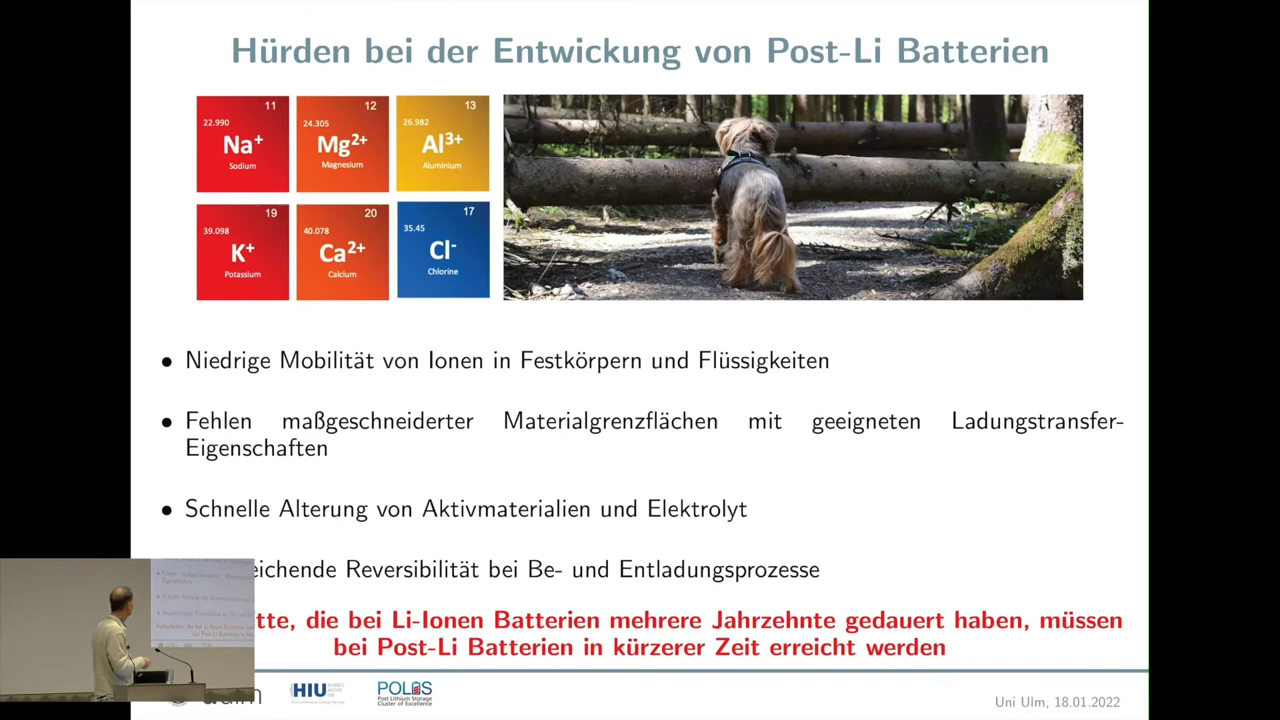 Hürden bei der Entwickung von Post-Li Batterien
11
22.990
Na+
Sodium
12
24.305
Mg2+
Magnesium
13
26.982
Al3+
Aluminium
19
39.098
K+
Potassium
20
40.078
Ca2+
Calcium
17
35.45
Cl-
Chlorine
• Niedrige Mobilität von Ionen in Festkörpern und Flüssigkeiten
• Fehlen maßgeschneiderter Materialgrenzflächen mit geeigneten Ladungstransfer-
Eigenschaften
• Schnelle Alterung von Aktivmaterialien und Elektrolyt
eichende Reversibilität bei Be- und Entladungsprozesse
tte, die bei Li-Ionen Batterien mehrere Jahrzehnte gedauert haben, müssen
bei Post-Li Batterien in kürzerer Zeit erreicht werden
HIU
POLiS
Post Lithium Storage
Cluster of Excellence
Uni Ulm, 18.01.2022